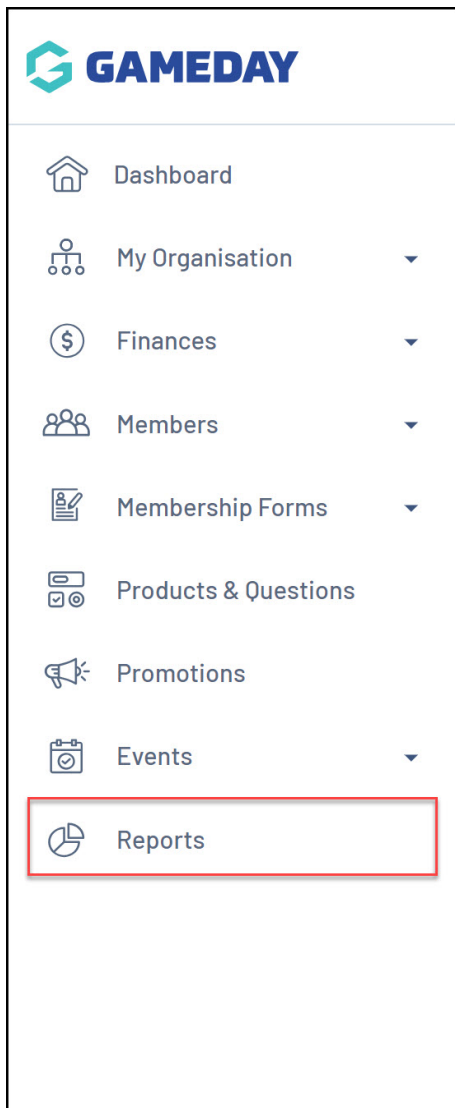 GAMEDAY
Dashboard
My Organisation
Finances
Members
Membership Forms
Products & Questions
Promotions
Events
Reports